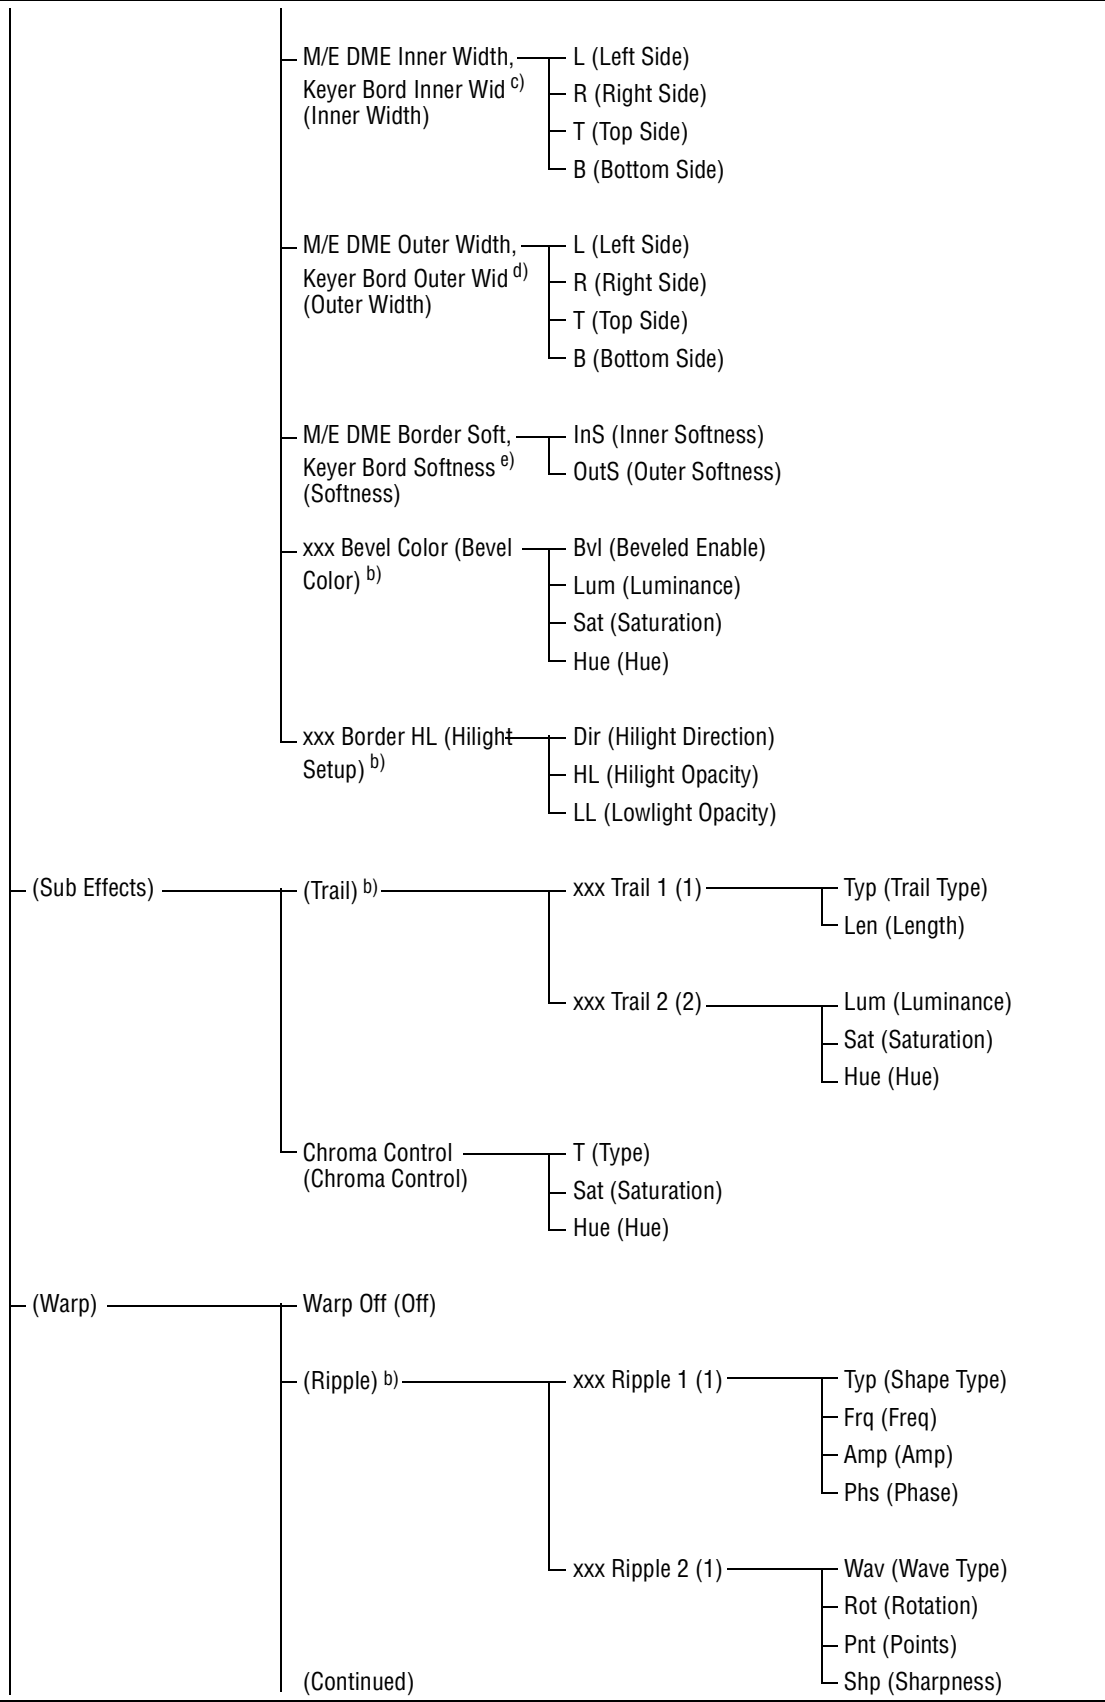 M/E DME Inner Width,
Keyer Bord Inner Wid c)
(Inner Width)
L (Left Side)
R (Right Side)
T (Top Side)
B (Bottom Side)
M/E DME Outer Width,
Keyer Bord Outer Wid d)
(Outer Width)
L (Left Side)
R (Right Side)
T (Top Side)
B (Bottom Side)
M/E DME Border Soft,
Keyer Bord Softness e)
(Softness)
InS (Inner Softness)
OutS (Outer Softness)
xxx Bevel Color (Bevel
Color) b)
Bvl (Beveled Enable)
Lum (Luminance)
Sat (Saturation)
Hue (Hue)
xxx Border HL (Hilight
Setup) b)
Dir (Hilight Direction)
HL (Hilight Opacity)
LL (Lowlight Opacity)
(Sub Effects)
(Trail) b)
xxx Trail 1 (1)
Typ (Trail Type)
Len (Length)
xxx Trail 2 (2)
Lum (Luminance)
Sat (Saturation)
Hue (Hue)
Chroma Control
(Chroma Control)
T (Type)
Sat (Saturation)
Hue (Hue)
(Warp)
Warp Off (Off)
(Ripple) b)
xxx Ripple 1 (1)
Typ (Shape Type)
Frq (Freq)
Amp (Amp)
Phs (Phase)
xxx Ripple 2 (1)
Wav (Wave Type)
Rot (Rotation)
Pnt (Points)
Shp (Sharpness)
(Continued)